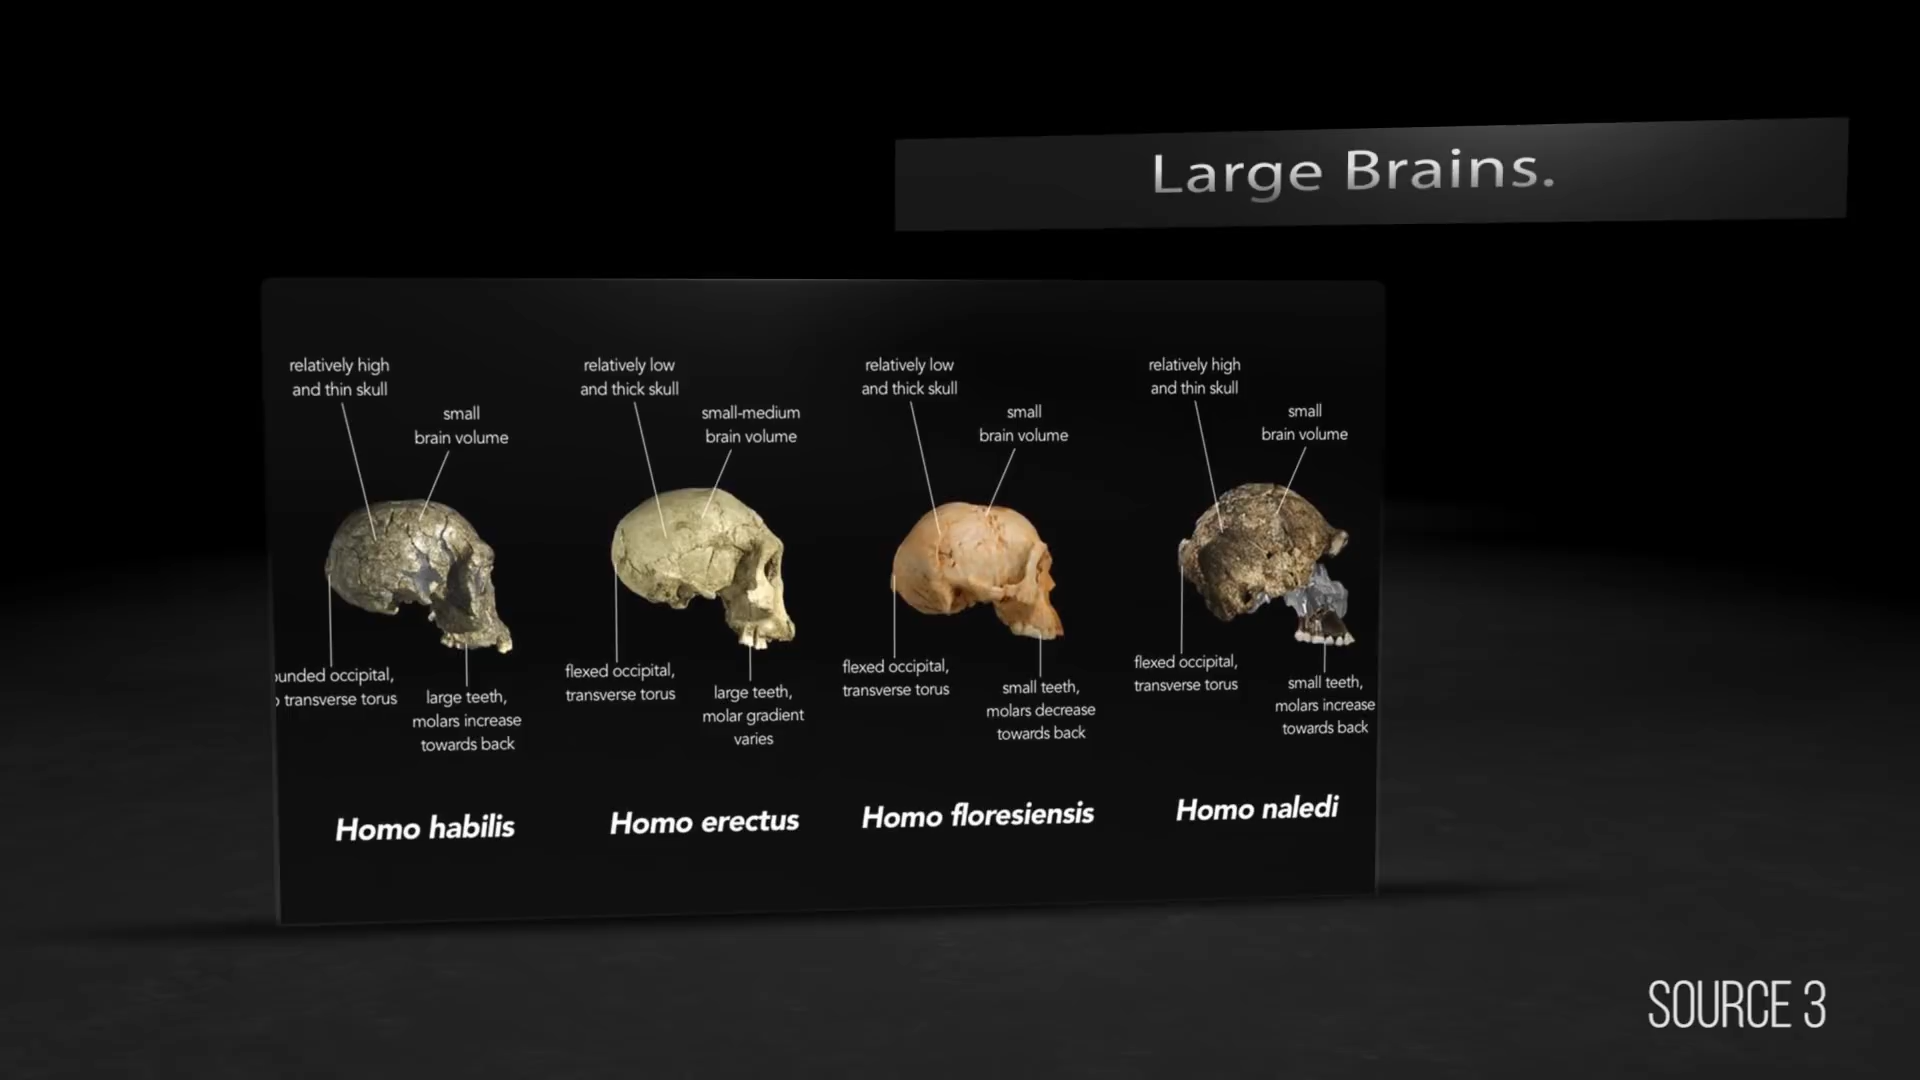 Large Brains.
relatively high
and thin skull
small
brain volume
occipital,
transverse torus
large teeth,
molars increase
towards back
Homo habilis
relatively low
and thick skull
small-medium
brain volume
flexed occipital,
transverse torus
large teeth,
molar gradient
varies
Homo erectus
relatively low
and thick skull
small
brain volume
flexed occipital,
transverse torus
small teeth,
molars decrease
towards back
Homo floresiensis
relatively high
and thin skull
small
brain volume
flexed occipital,
transverse torus
small teeth,
molars increase
towards back
Homo naledi
SOURCE 3